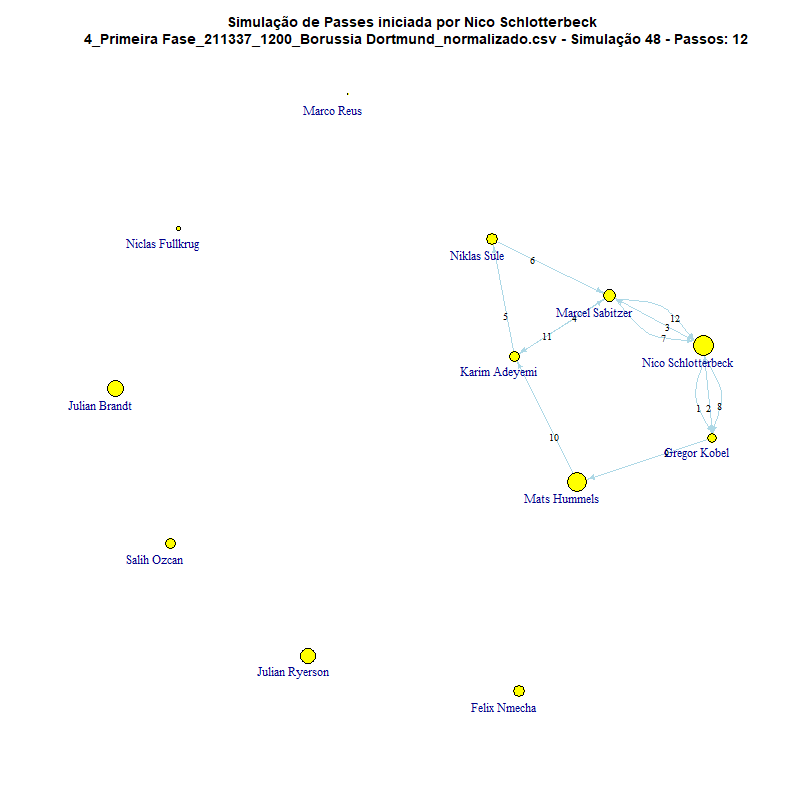 Simulação de Passes iniciada por Nico Schlotterbeck
4_Primeira Fase_211337_1200_Borussia Dortmund_normalizado.csv - Simulação 48 - Passos: 12
Marco Reus
Niclas Fullkrug
Niklas Sule
6
Marcel Sabitzer
12
5
4
3
11
7
Nico Schlotterbeck
Karim Adeyemi
Julian Brandt
1
2
8
10
Gregor Kobel
9
Mats Hummels
Salih Ozcan
Julian Ryerson
Felix Nmecha